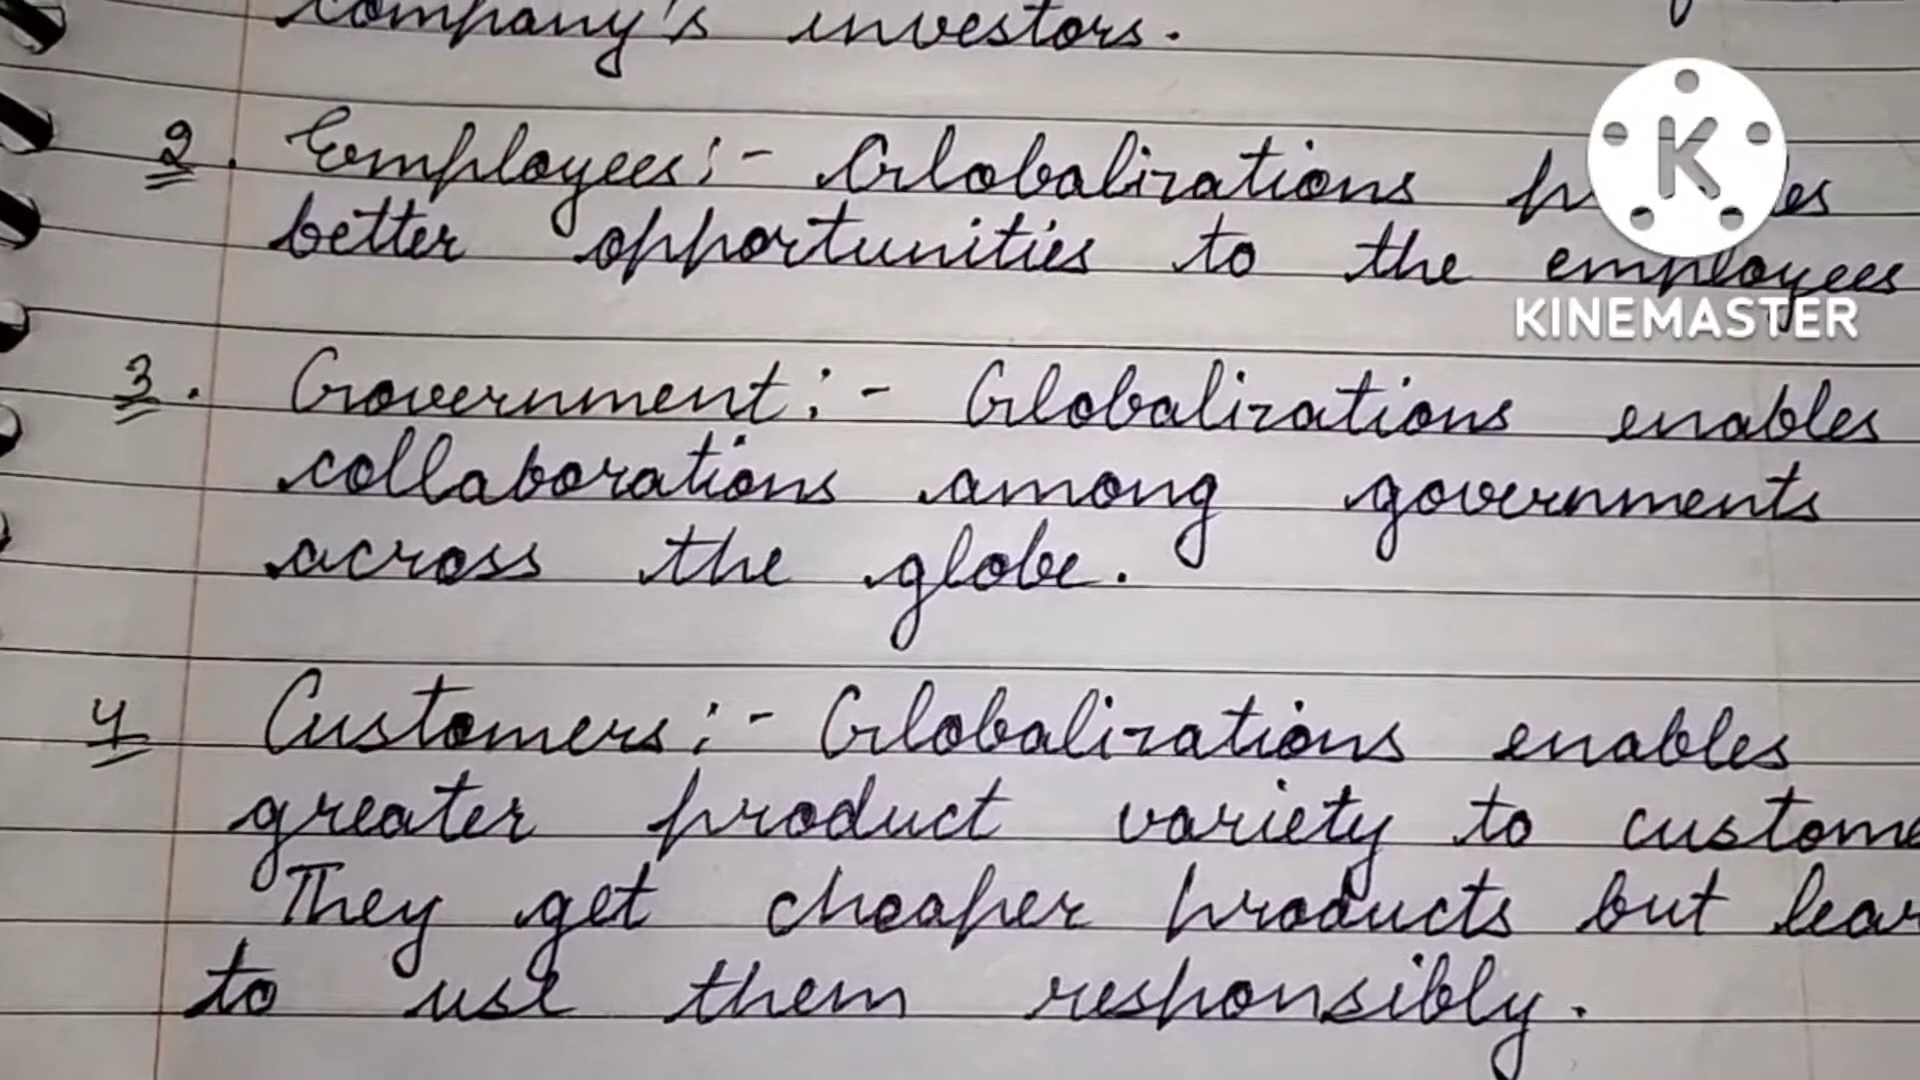 company's investors.
2. Employees:- Globalizations
better opportunities to the employees
KINEMASTER
3. Government:- Globalizations enables
collaborations among governments
across the globe.
4 Customers:- Globalizations enables
greater product variety to
They get cheaper products but
to use them responsibly.